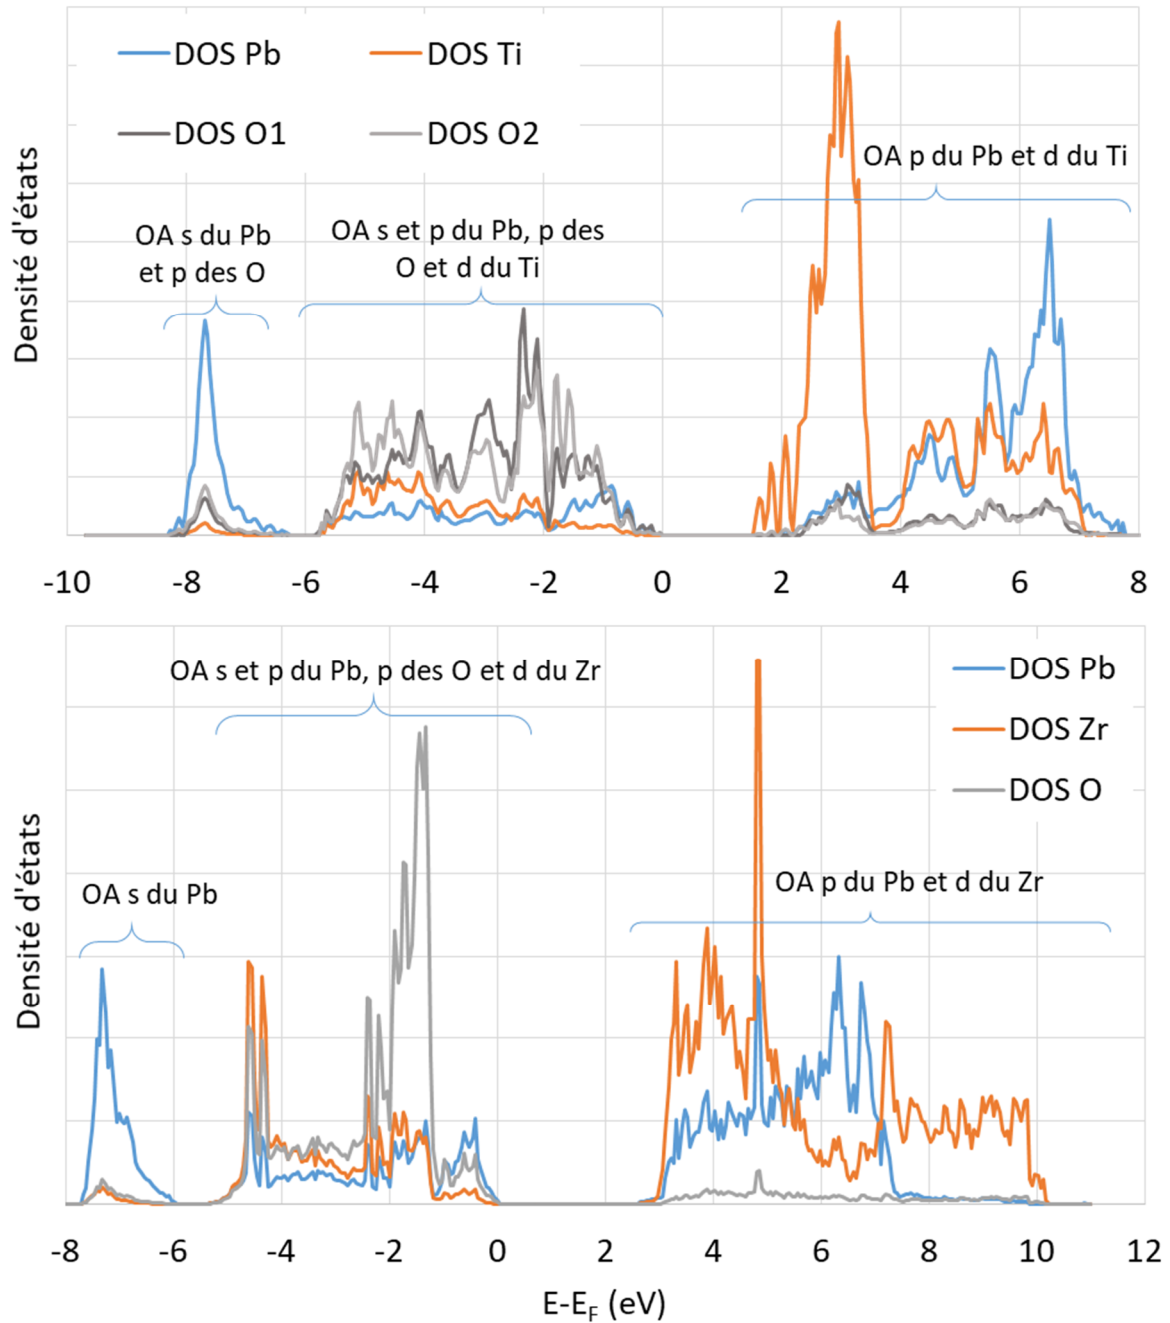 DOS Pb
DOS Ti
DOS O1
DOS O2
Densité d'états
OA s du Pb
et p des O
OA s et p du Pb, p des
O et d du Ti
OA p du Pb et d du Ti
-10 -8 -6 -4 -2 0 2 4 6 8
OA s et p du Pb, p des O et d du Zr
DOS Pb
DOS Zr
DOS O
Densité d'états
OA s du Pb
OA p du Pb et d du Zr
-8 -6 -4 -2 0 2 4 6 8 10 12
E-E_F (eV)